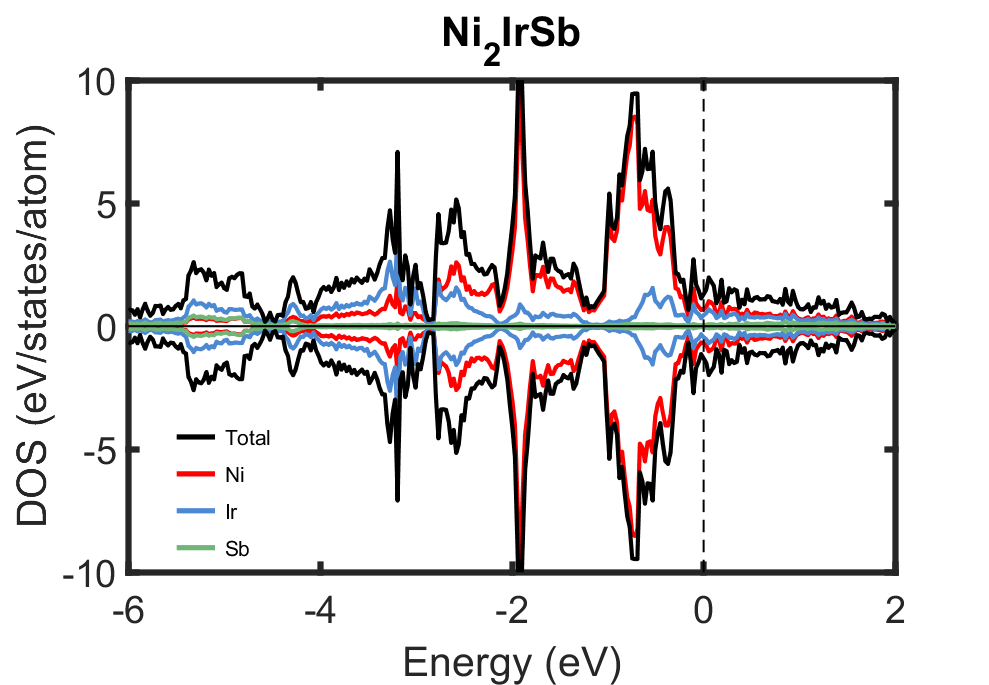 Ni2IrSb
10
5
0
-5
-10
DOS (eV/states/atom)
Total
Ni
Ir
Sb
-6 -4 -2 0 2
Energy (eV)